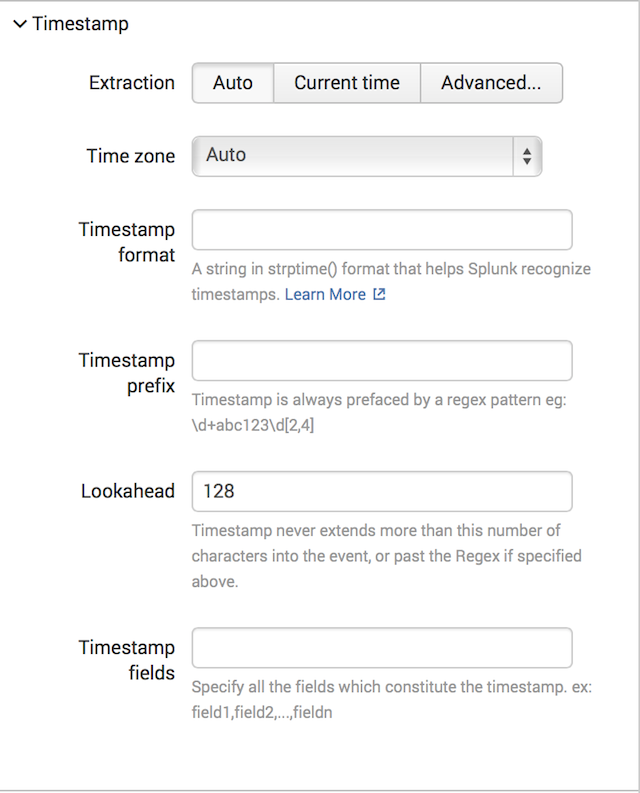 Timestamp
Extraction Auto Current time Advanced...
Time zone Auto
Timestamp
format
A string in strptime() format that helps Splunk recognize
timestamps. Learn More
Timestamp
prefix
Timestamp is always prefaced by a regex pattern eg:
\d+abc123\d[2,4]
Lookahead 128
Timestamp never extends more than this number of
characters into the event, or past the Regex if specified
above.
Timestamp
fields
Specify all the fields which constitute the timestamp. ex:
field1,field2,...,fieldn